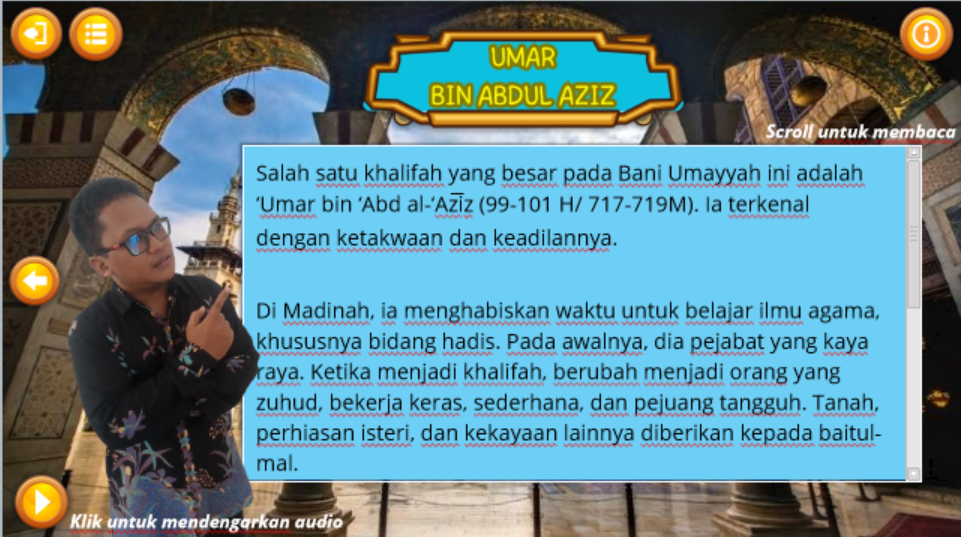 UMAR
BIN ABDUL AZIZ
Scroll untuk membaca
Salah satu khalifah yang besar pada Bani Umayyah ini adalah
‘Umar bin ‘Abd al-‘Azīz (99-101 H/ 717-719M). Ia terkenal
dengan ketakwaan dan keadilannya.
Di Madinah, ia menghabiskan waktu untuk belajar ilmu agama,
khususnya bidang hadis. Pada awalnya, dia pejabat yang kaya
raya. Ketika menjadi khalifah, berubah menjadi orang yang
zuhud, bekerja keras, sederhana, dan pejuang tangguh. Tanah,
perhiasan isteri, dan kekayaan lainnya diberikan kepada baitul-
mal.
Klik untuk mendengarkan audio